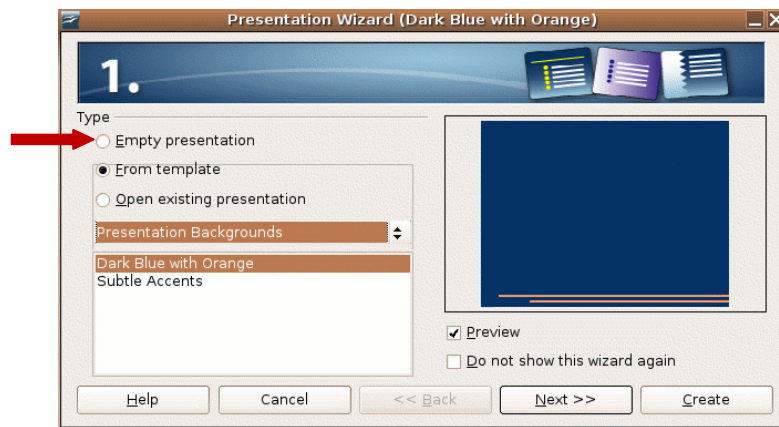 Presentation Wizard (Dark Blue with Orange)
1.
Type
Empty presentation
From template
Open existing presentation
Presentation Backgrounds
Dark Blue with Orange
Subtle Accents
Preview
Do not show this wizard again
Help Cancel << Back Next >> Create